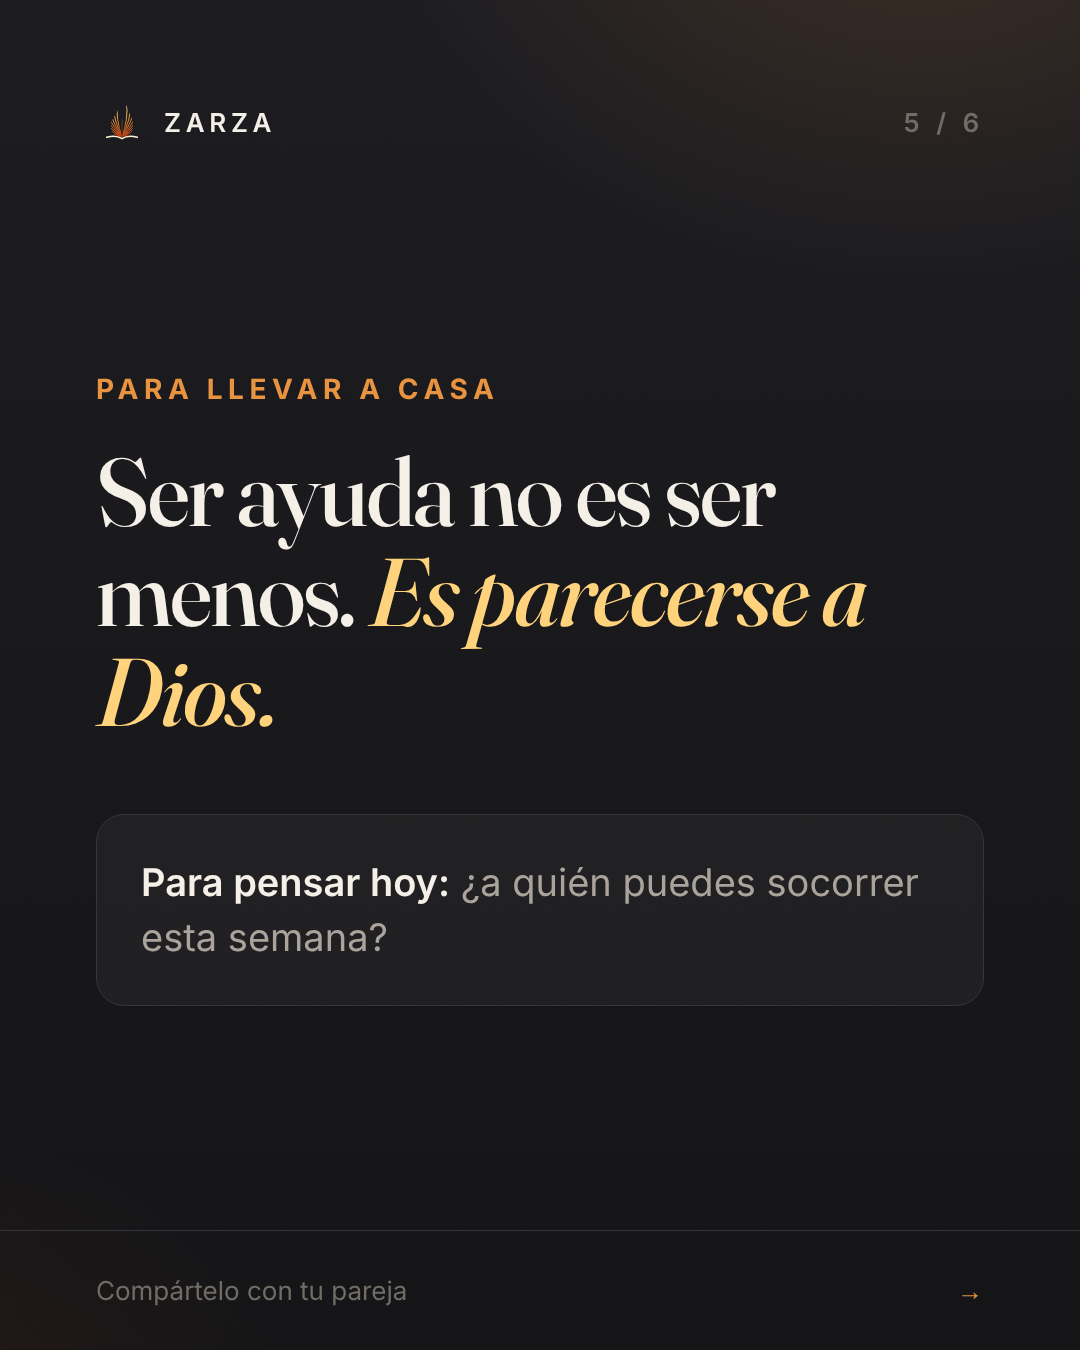 ZARZA
5 / 6
PARA LLEVAR A CASA
Ser ayuda no es ser
menos. Es parecerse a
Dios.
Para pensar hoy: ¿a quién puedes socorrer
esta semana?
Compártelo con tu pareja
→